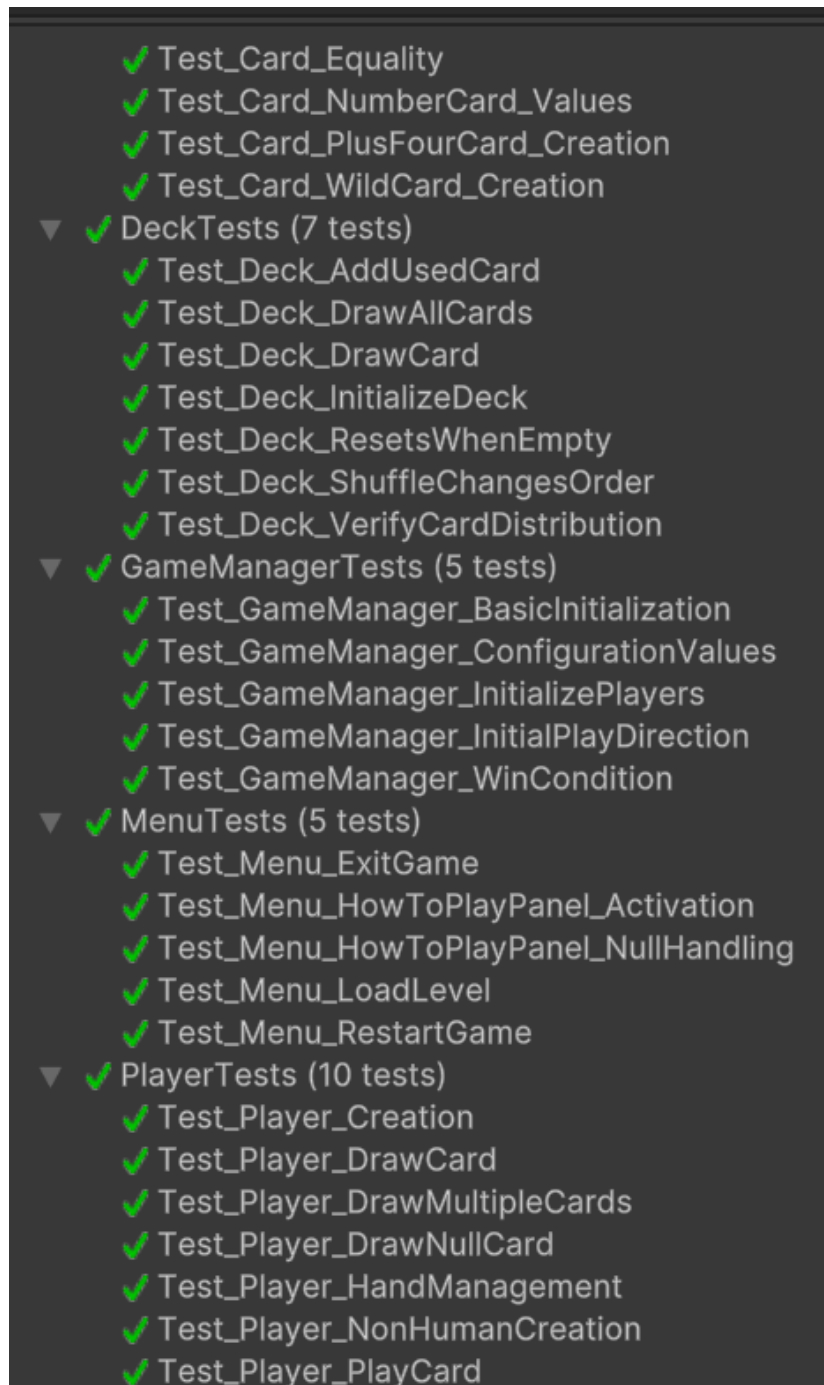 Test_Card_Equality
Test_Card_NumberCard_Values
Test_Card_PlusFourCard_Creation
Test_Card_WildCard_Creation
DeckTests (7 tests)
Test_Deck_AddUsedCard
Test_Deck_DrawAllCards
Test_Deck_DrawCard
Test_Deck_InitializeDeck
Test_Deck_ResetsWhenEmpty
Test_Deck_ShuffleChangesOrder
Test_Deck_VerifyCardDistribution
GameManagerTests (5 tests)
Test_GameManager_BasicInitialization
Test_GameManager_ConfigurationValues
Test_GameManager_InitializePlayers
Test_GameManager_InitialPlayDirection
Test_GameManager_WinCondition
MenuTests (5 tests)
Test_Menu_ExitGame
Test_Menu_HowToPlayPanel_Activation
Test_Menu_HowToPlayPanel_NullHandling
Test_Menu_LoadLevel
Test_Menu_RestartGame
PlayerTests (10 tests)
Test_Player_Creation
Test_Player_DrawCard
Test_Player_DrawMultipleCards
Test_Player_DrawNullCard
Test_Player_HandManagement
Test_Player_NonHumanCreation
Test_Player_PlayCard